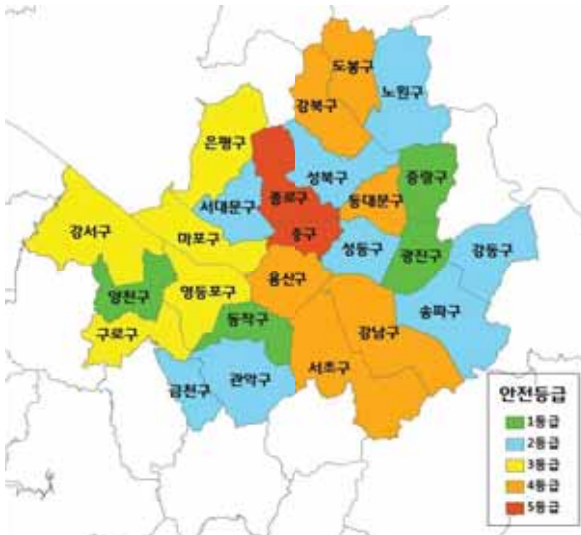 도봉구
노원구
강북구
은평구
성북구
중랑구
종로구
동대문구
서대문구
강서구
마포구
중구
성동구
광진구
강동구
양천구
영등포구
용산구
송파구
동작구
강남구
구로구
서초구
금천구
관악구
안전등급
1등급
2등급
3등급
4등급
5등급